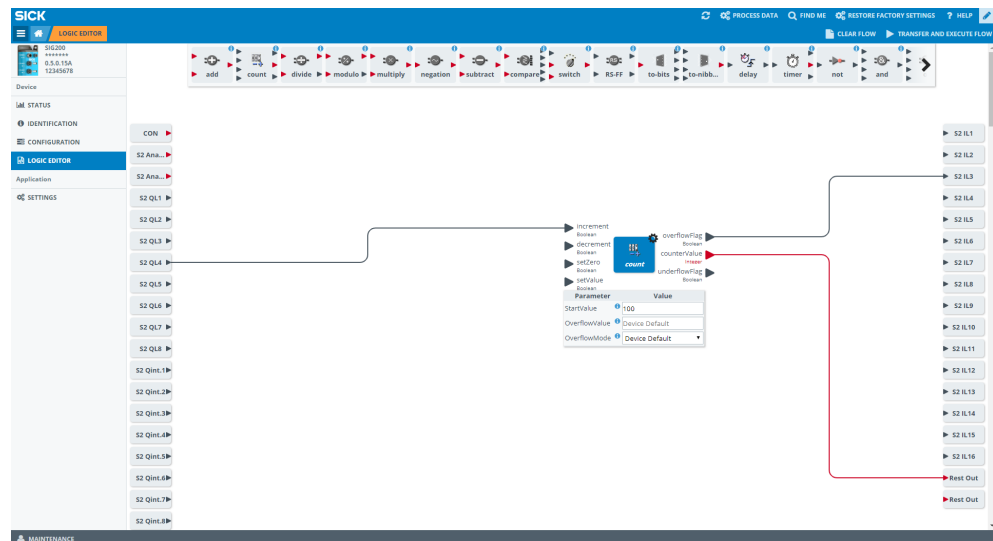 SICK
PROCESS DATA
FIND ME
RESTORE FACTORY SETTINGS
? HELP
LOGIC EDITOR
CLEAR FLOW
TRANSFER AND EXECUTE FLOW
SIG200
*******
0.5.0.15A
12345678
Device
STATUS
IDENTIFICATION
CONFIGURATION
LOGIC EDITOR
Application
SETTINGS
add
count
divide
modulo
multiply
negation
subtract
compare
switch
RS-FF
to-bits
to-nibb...
delay
timer
not
and
CON
S2 Ana...
S2 Ana...
S2 QL1
S2 QL2
S2 QL3
S2 QL4
S2 QL5
S2 QL6
S2 QL7
S2 QL8
S2 Qint.1
S2 Qint.2
S2 Qint.3
S2 Qint.4
S2 Qint.5
S2 Qint.6
S2 Qint.7
S2 Qint.8
increment
Boolean
decrement
Boolean
setZero
Boolean
setValue
Boolean
count
overflowFlag
Boolean
counterValue
Integer
underflowFlag
Boolean
Parameter Value
StartValue 100
OverflowValue Device Default
OverflowMode Device Default
S2 IL1
S2 IL2
S2 IL3
S2 IL4
S2 IL5
S2 IL6
S2 IL7
S2 IL8
S2 IL9
S2 IL10
S2 IL11
S2 IL12
S2 IL13
S2 IL14
S2 IL15
S2 IL16
Rest Out
Rest Out
MAINTENANCE